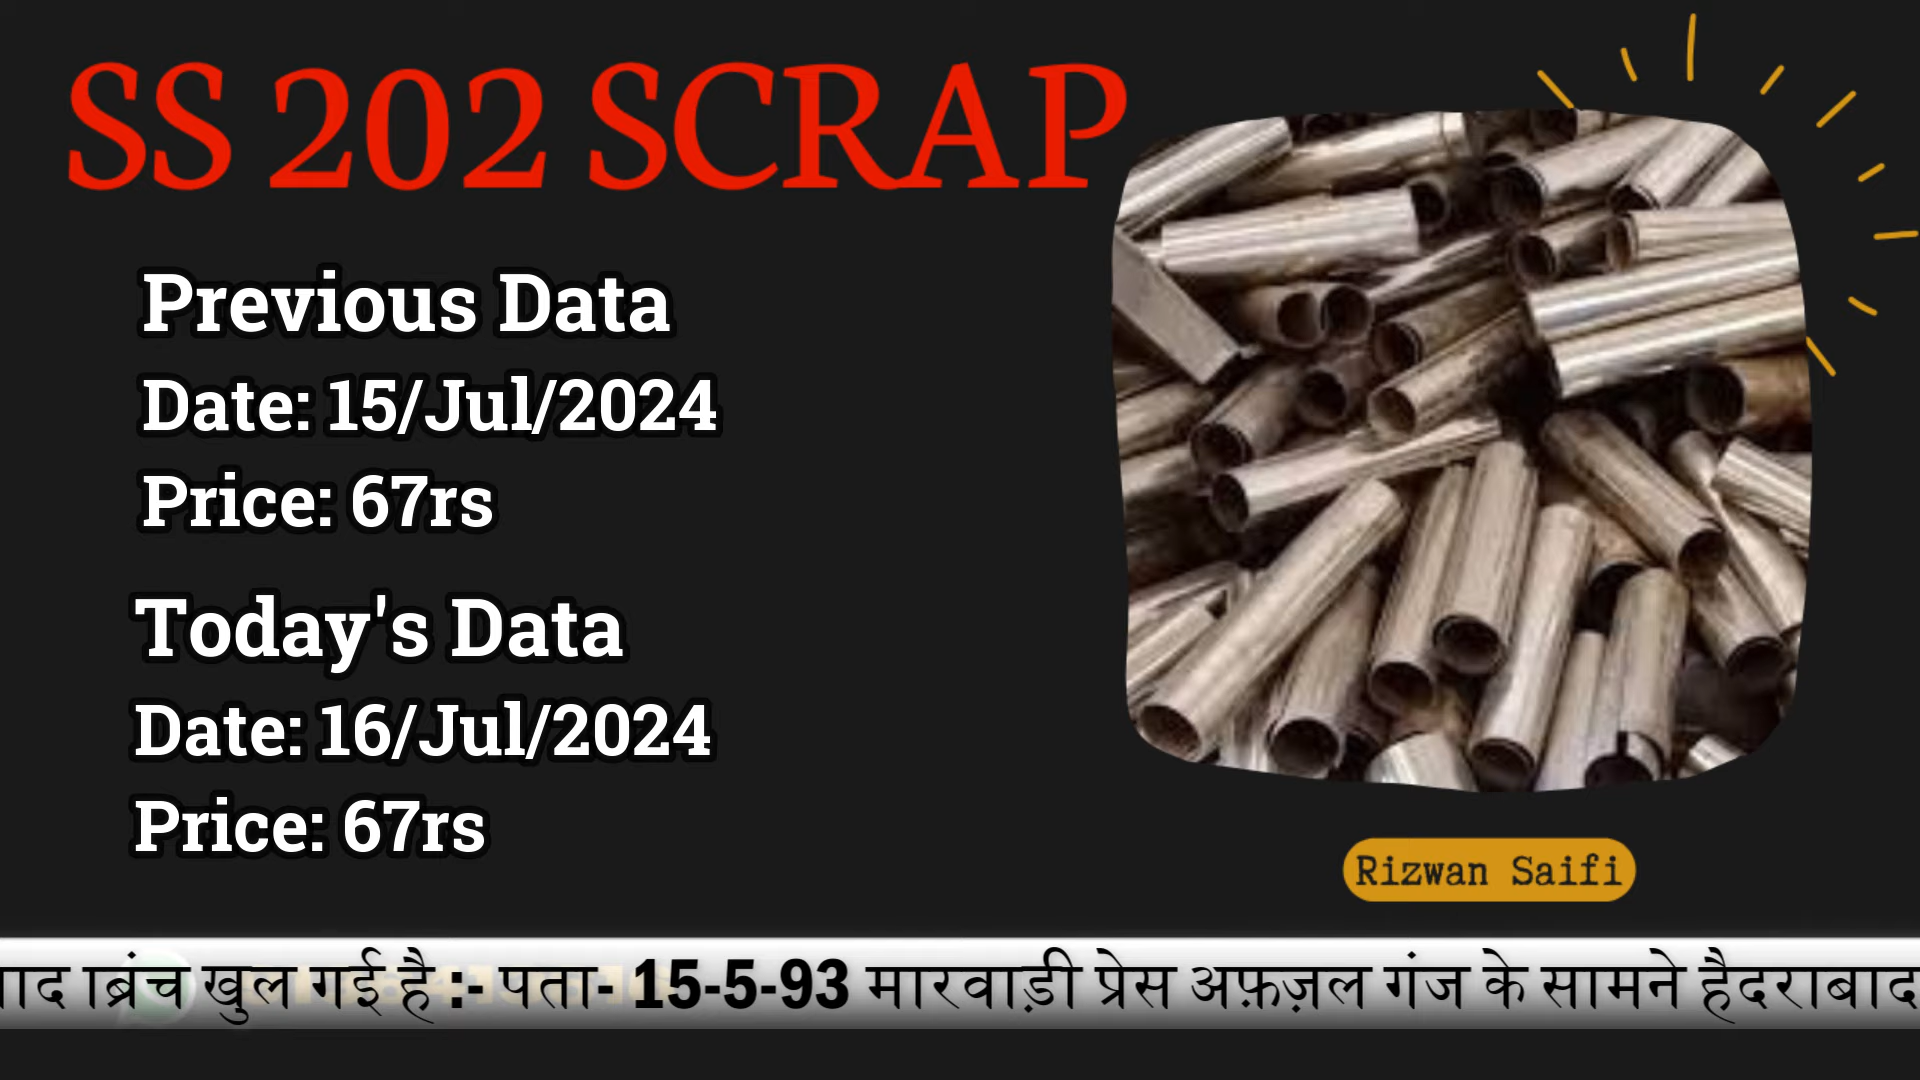 SS 202 SCRAP
Previous Data
Date: 15/Jul/2024
Price: 67rs
Today's Data
Date: 16/Jul/2024
Price: 67rs
Rizwan Saifi
ाद ब्रिंच खुल गई है :- पता- 15-5-93 मारवाड़ी प्रेस अफ़ज़ल गंज के सामने हैदराबाद